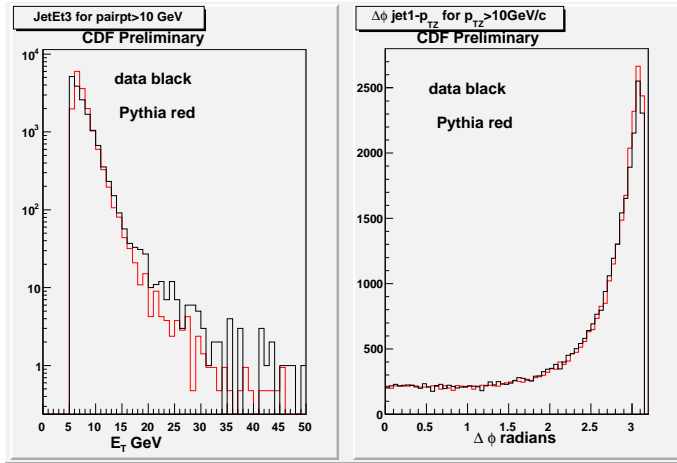 JetEt3 for pairpt>10 GeV
CDF Preliminary
data black
Pythia red
10⁴
10³
10²
10
1
0 5 10 15 20 25 30 35 40 45 50
E_T GeV
Δϕ jet1-p_TZ for p_TZ>10GeV/c
CDF Preliminary
data black
Pythia red
2500
2000
1500
1000
500
0
0 0.5 1 1.5 2 2.5 3
Δ ϕ radians